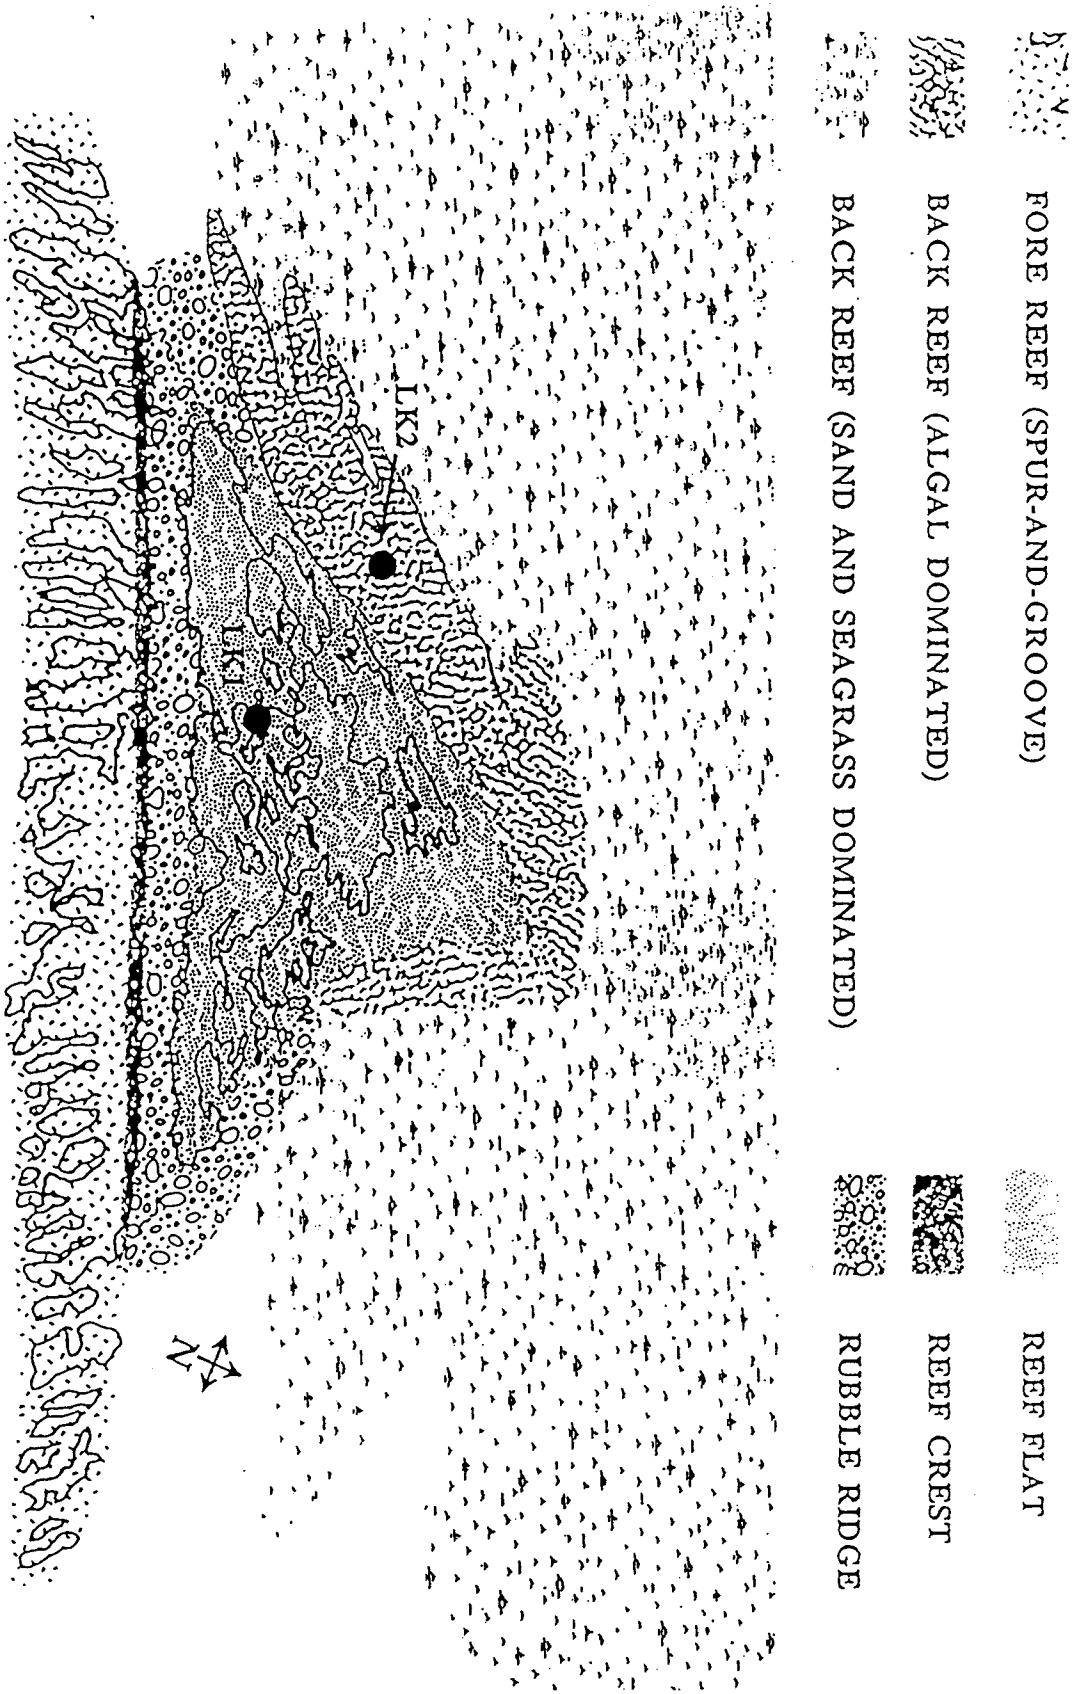 FORE REEF (SPUR-AND-GROOVE)
BACK REEF (ALGAL DOMINATED)
BACK REEF (SAND AND SEAGRASS DOMINATED)
REEF FLAT
REEF CREST
RUBBLE RIDGE
LK2
LK1
N